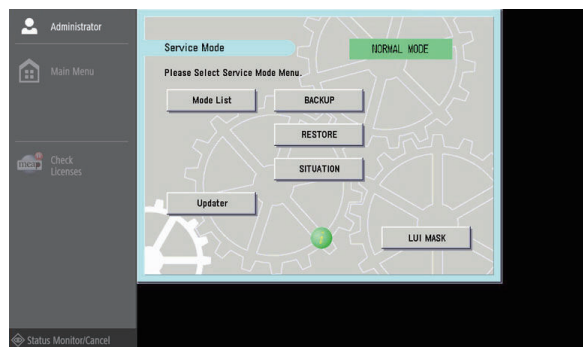 Administrator
Main Menu
Check
Licenses
Status Monitor/Cancel
Service Mode
NORMAL MODE
Please Select Service Mode Menu.
Mode List
BACKUP
RESTORE
SITUATION
Updater
LUI MASK